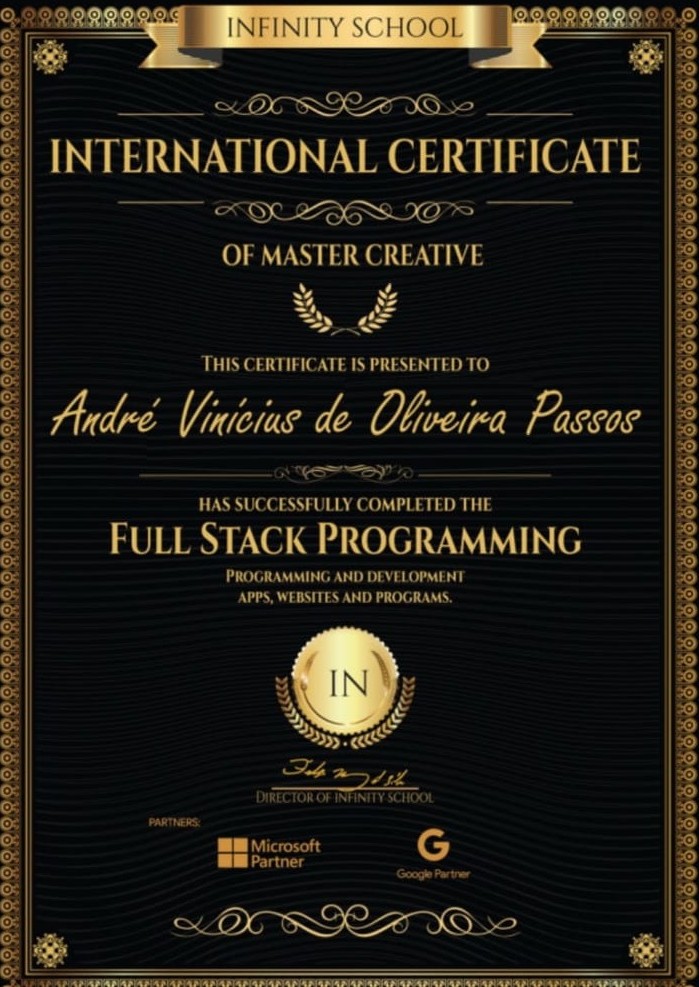 INFINITY SCHOOL
INTERNATIONAL CERTIFICATE
OF MASTER CREATIVE
THIS CERTIFICATE IS PRESENTED TO
André Vinícius de Oliveira Passos
HAS SUCCESSFULLY COMPLETED THE
FULL STACK PROGRAMMING
PROGRAMMING AND DEVELOPMENT
APPS, WEBSITES AND PROGRAMS.
IN
DIRECTOR OF INFINITY SCHOOL
PARTNERS:
Microsoft
Partner
G
Google Partner